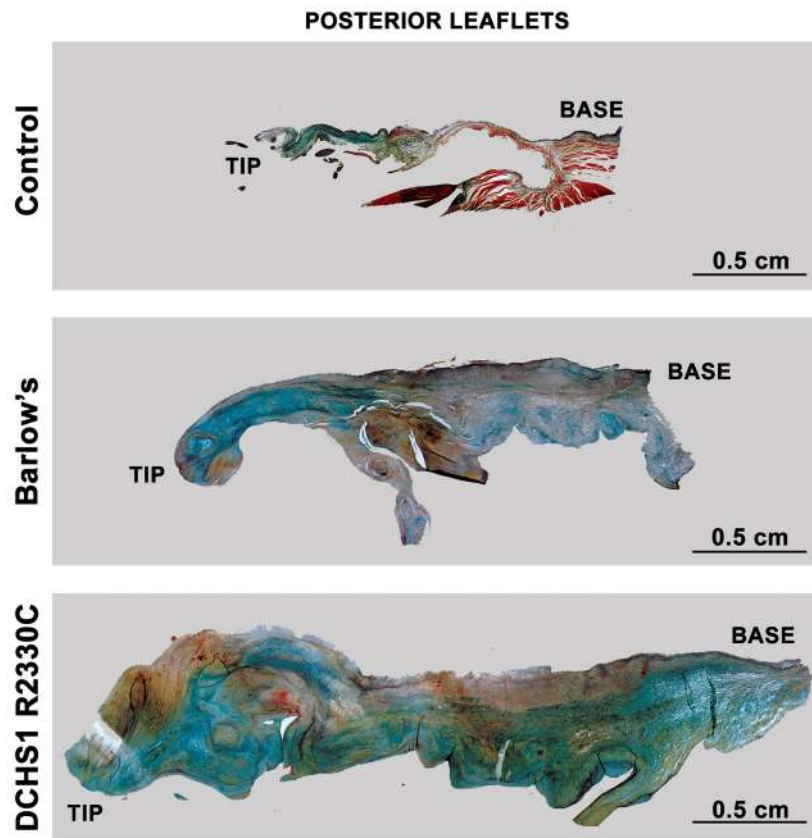 POSTERIOR LEAFLETS
Control
BASE
TIP
0.5 cm
Barlow's
BASE
TIP
0.5 cm
DCHS1 R2330C
BASE
TIP
0.5 cm